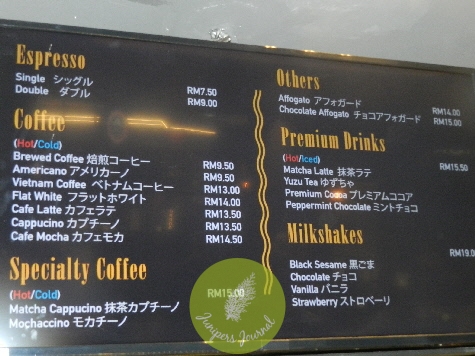 Espresso
Single シッグル RM7.50
Double ダブル RM9.00
Coffee
(Hot/Cold)
Brewed Coffee 焙煎コーヒー RM9.50
Americano アメリカーノ RM9.50
Vietnam Coffee ベトナムコーヒー RM13.00
Flat White フラットホワイト RM14.00
Cafe Latte カフェラテ RM13.50
Cappucino カプチーノ RM13.50
Cafe Mocha カフェモカ RM14.50
Specialty Coffee
(Hot/Cold) RM15.00
Matcha Cappucino 抹茶カプチーノ
Mochaccino モカチーノ
Others
Affogato アフォガード RM14.00
Chocolate Affogato チョコアフォガード RM15.00
Premium Drinks
(Hot/Iced) RM15.50
Matcha Latte 抹茶ラテ
Yuzu Tea ゆずちゃ
Premium Cocoa プレミアムココア
Peppermint Chocolate ミントチョコ
Milkshakes
RM19.0
Black Sesame 黒ごま
Chocolate チョコ
Vanilla バニラ
Strawberry ストロベーリ
Junipers Journal